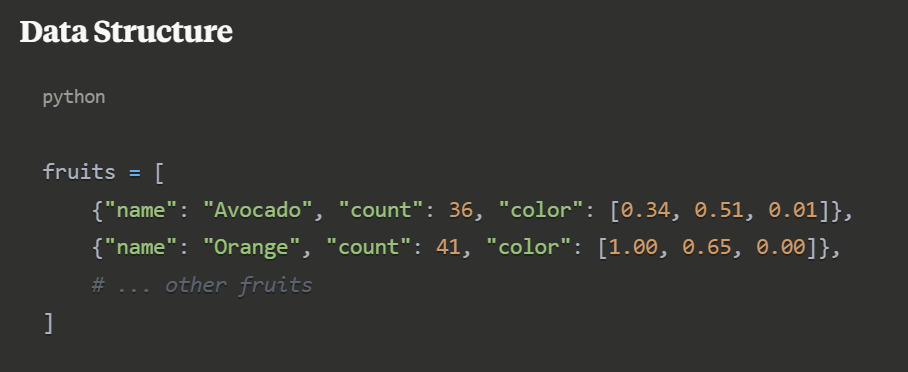 Data Structure
python
fruits = [
    {"name": "Avocado", "count": 36, "color": [0.34, 0.51, 0.01]},
    {"name": "Orange", "count": 41, "color": [1.00, 0.65, 0.00]},
    # ... other fruits
]